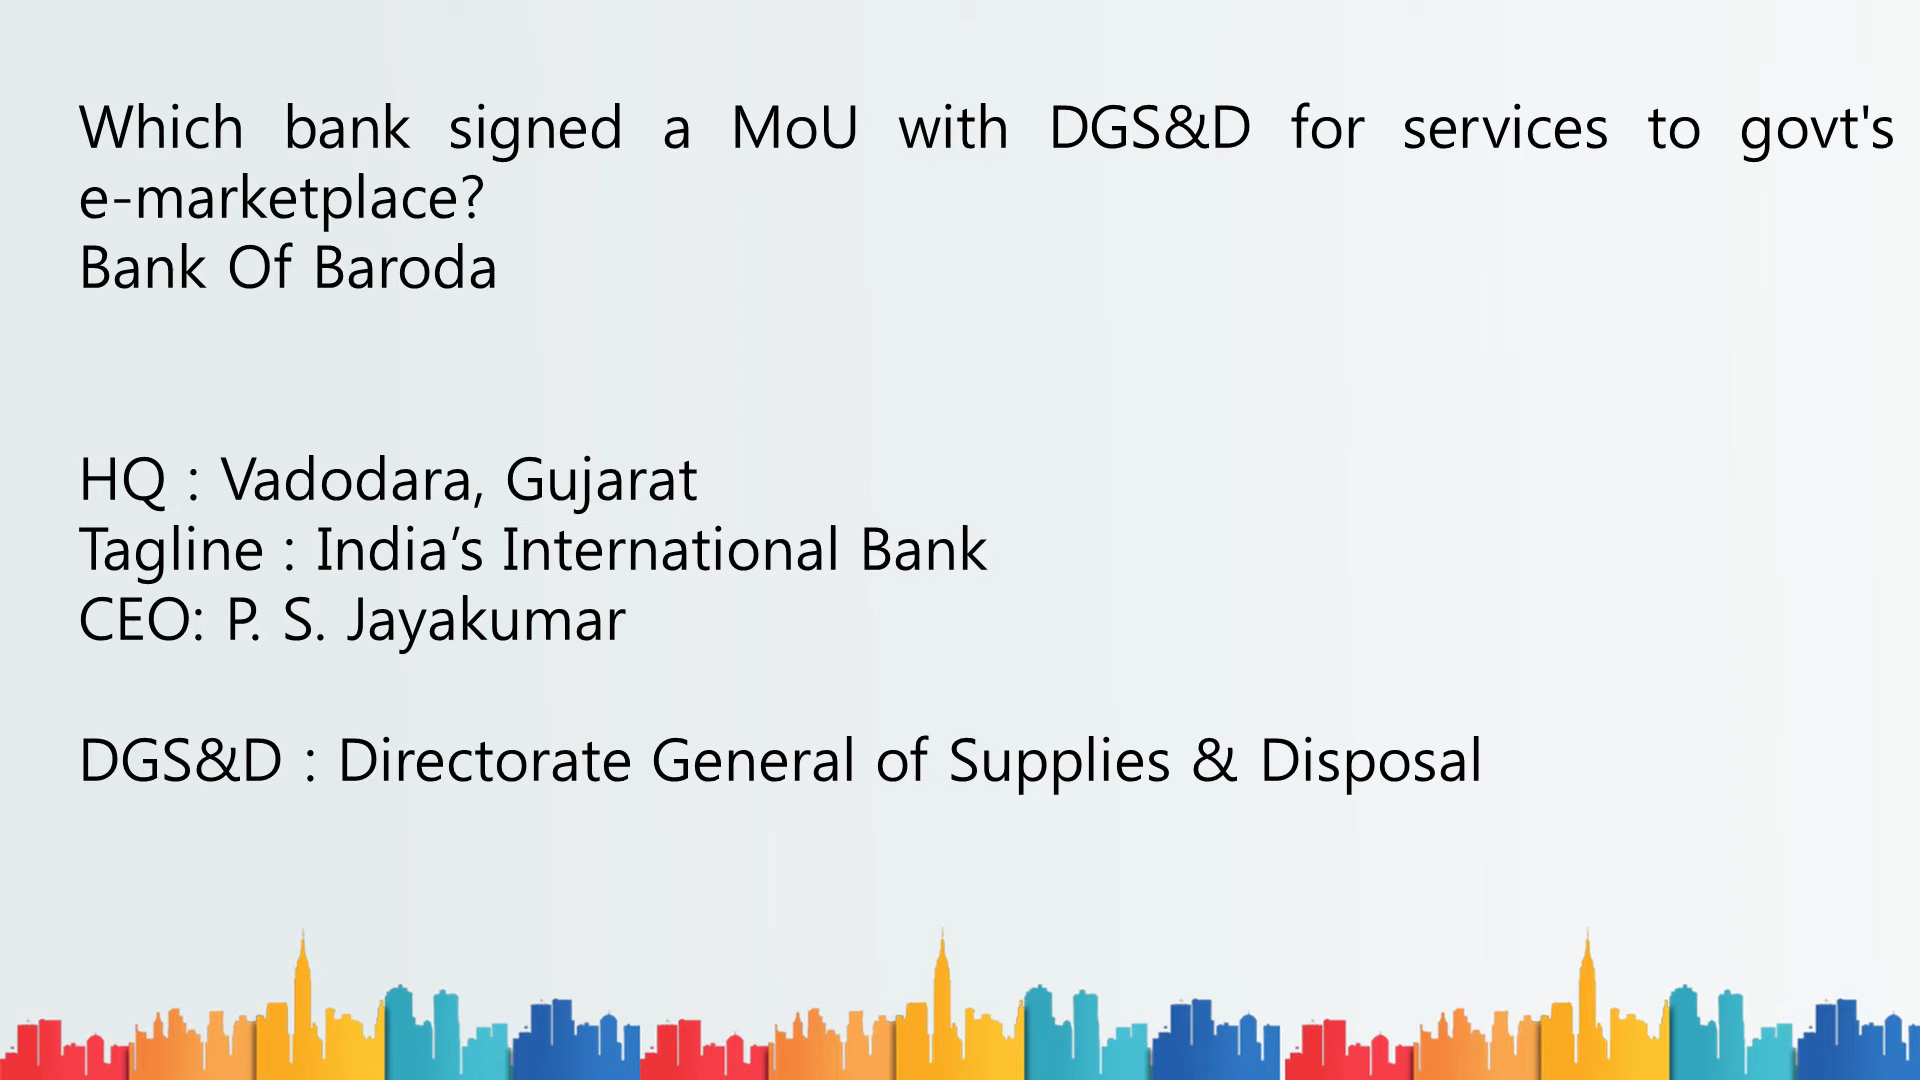 Which bank signed a MoU with DGS&D for services to govt's
e-marketplace?
Bank Of Baroda
HQ : Vadodara, Gujarat
Tagline : India’s International Bank
CEO: P. S. Jayakumar
DGS&D : Directorate General of Supplies & Disposal